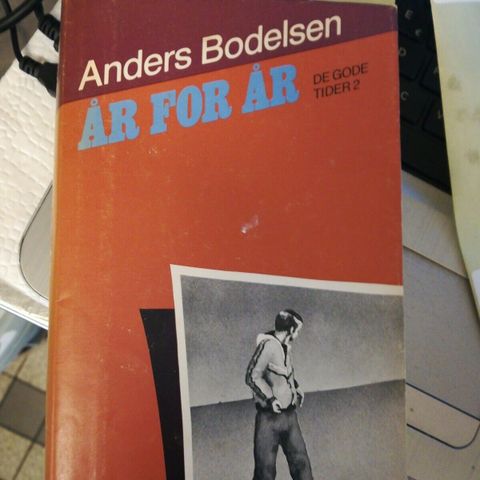 Anders Bodelsen
ÅR FOR ÅR
DE GODE
TIDER 2